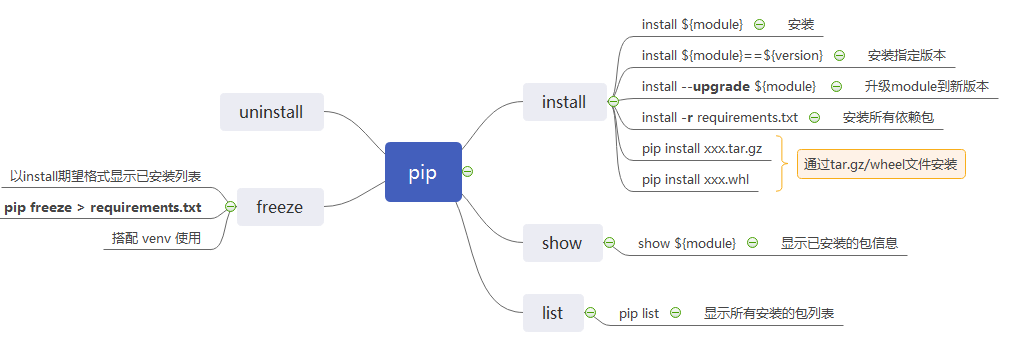 pip
install
install ${module}
安装
install ${module}==${version}
安装指定版本
install --upgrade ${module}
升级module到新版本
install -r requirements.txt
安装所有依赖包
pip install xxx.tar.gz
pip install xxx.whl
通过tar.gz/wheel文件安装
show
show ${module}
显示已安装的包信息
list
pip list
显示所有安装的包列表
uninstall
freeze
以install期望格式显示已安装列表
pip freeze > requirements.txt
搭配 venv 使用